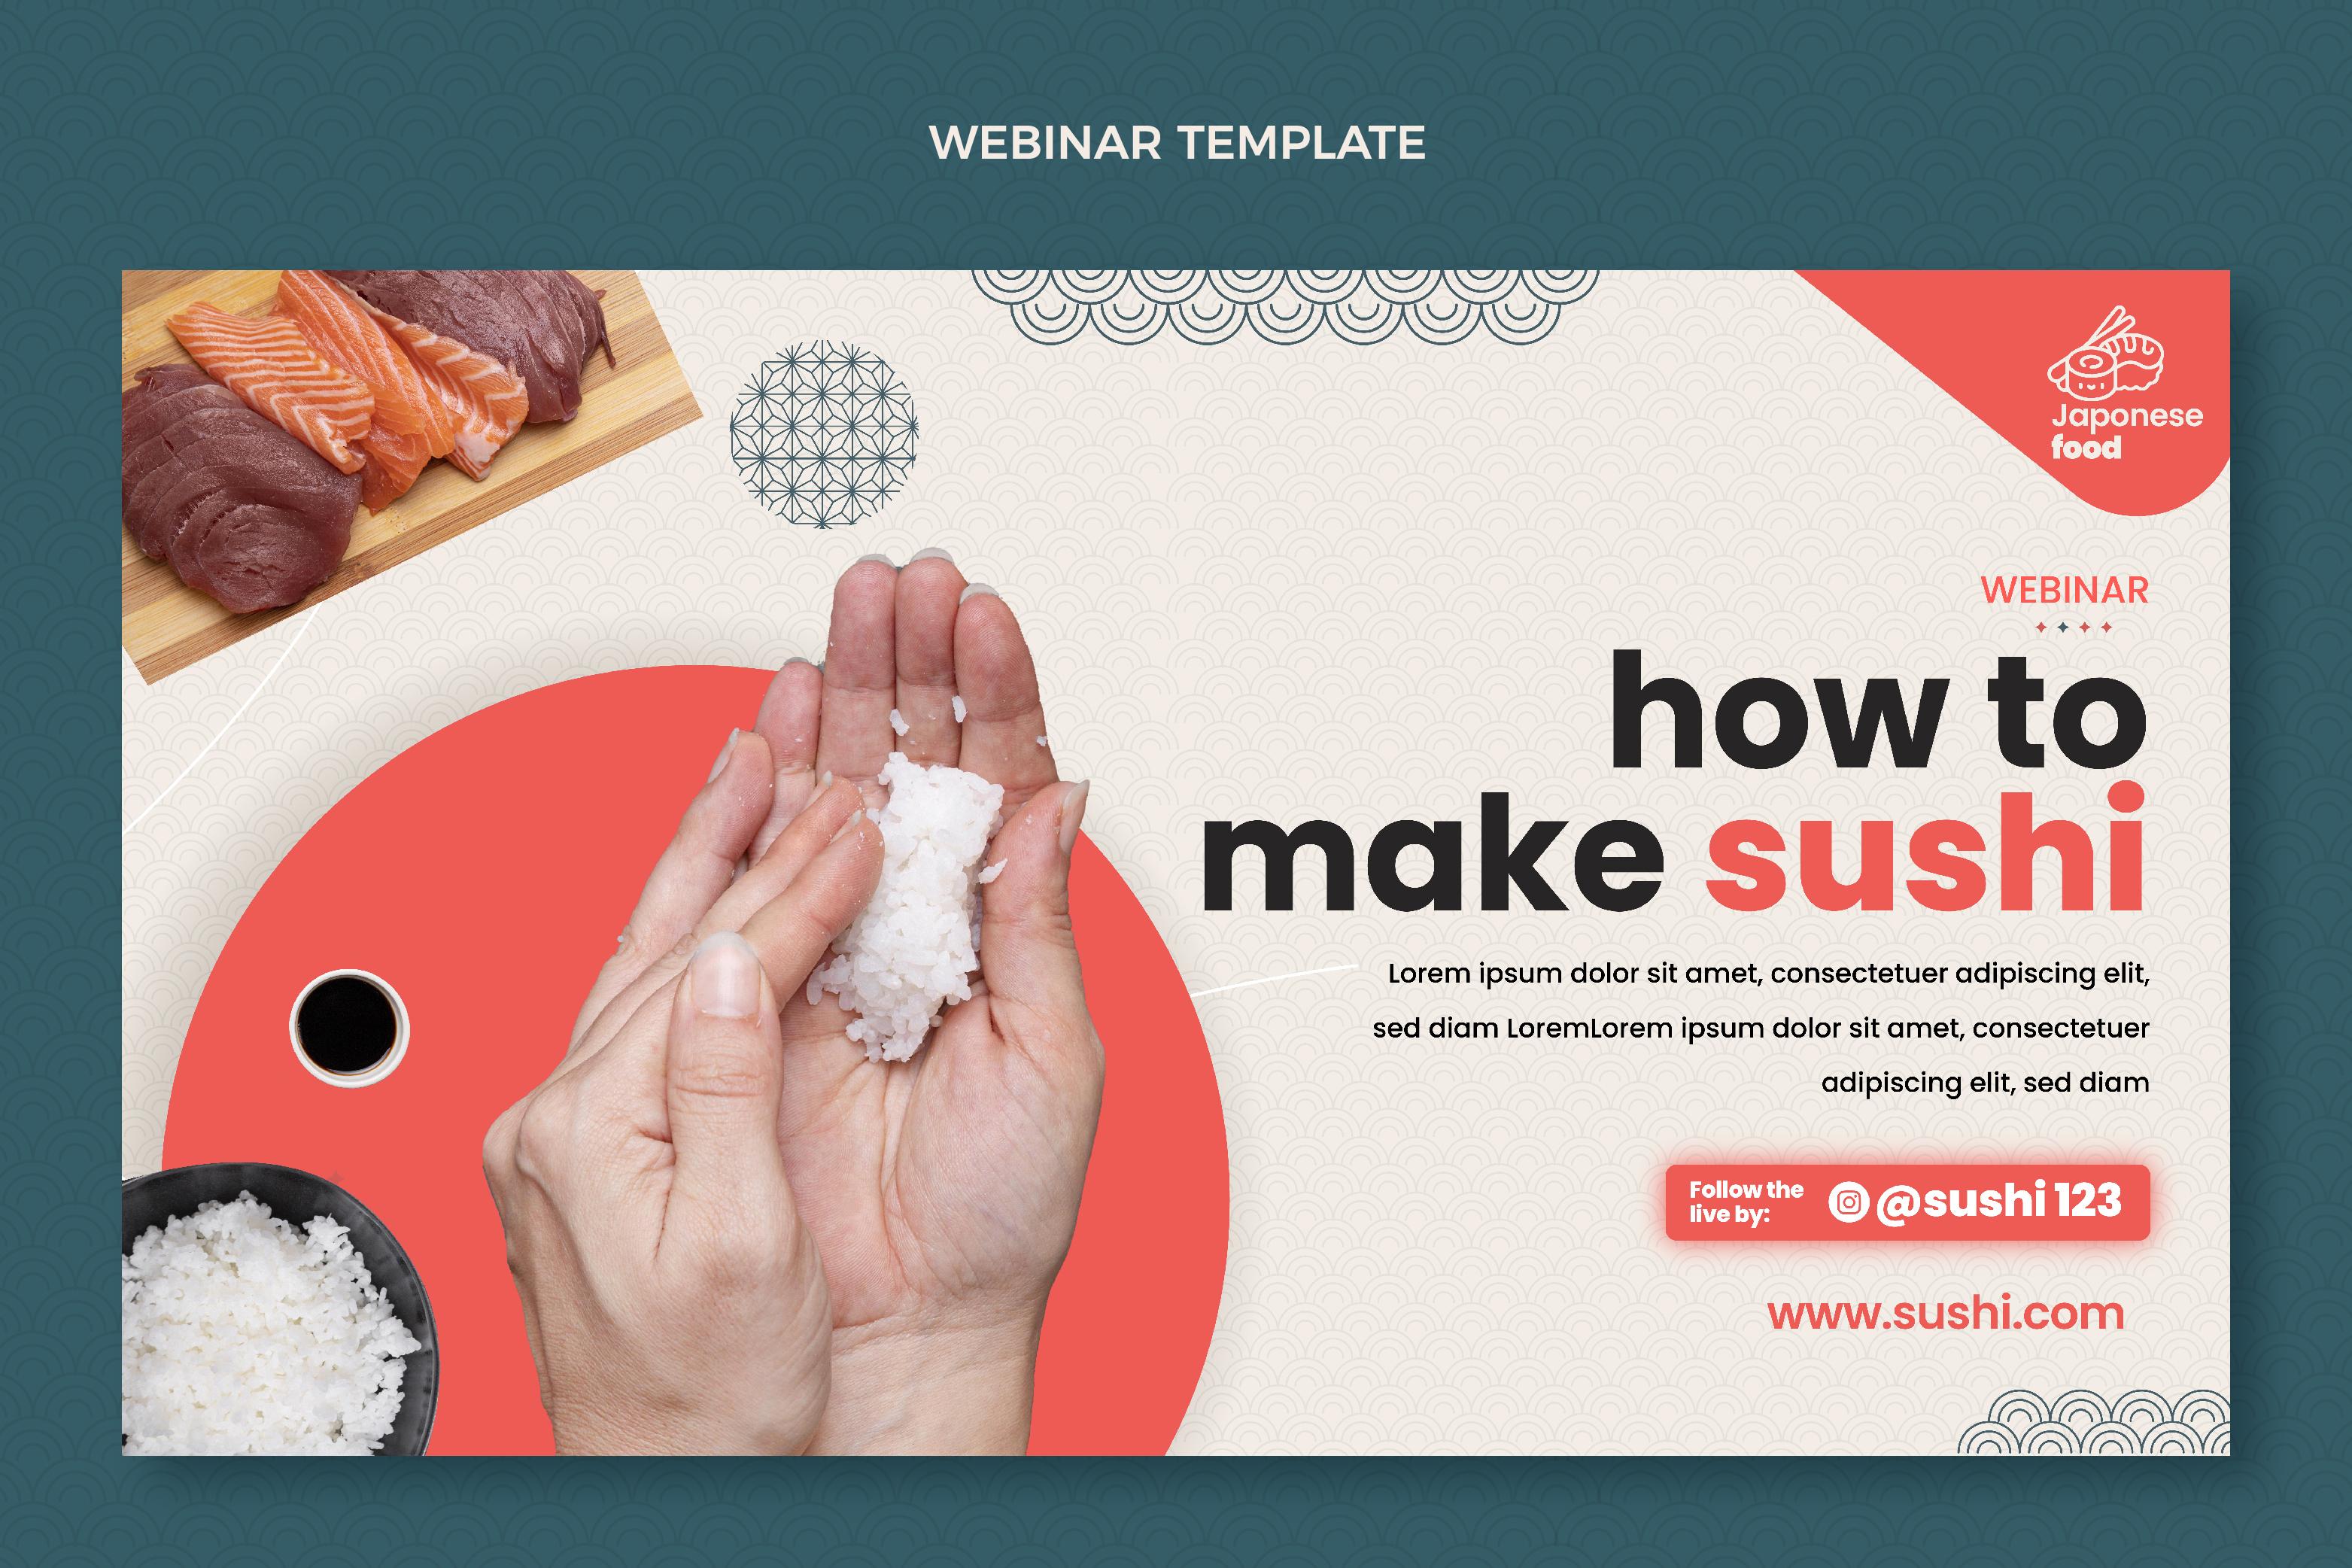 WEBINAR TEMPLATE
Japonese
food
WEBINAR
how to
make sushi
Lorem ipsum dolor sit amet, consectetuer adipiscing elit,
sed diam LoremLorem ipsum dolor sit amet, consectetuer
adipiscing elit, sed diam
Follow the
live by:
@sushi 123
www.sushi.com